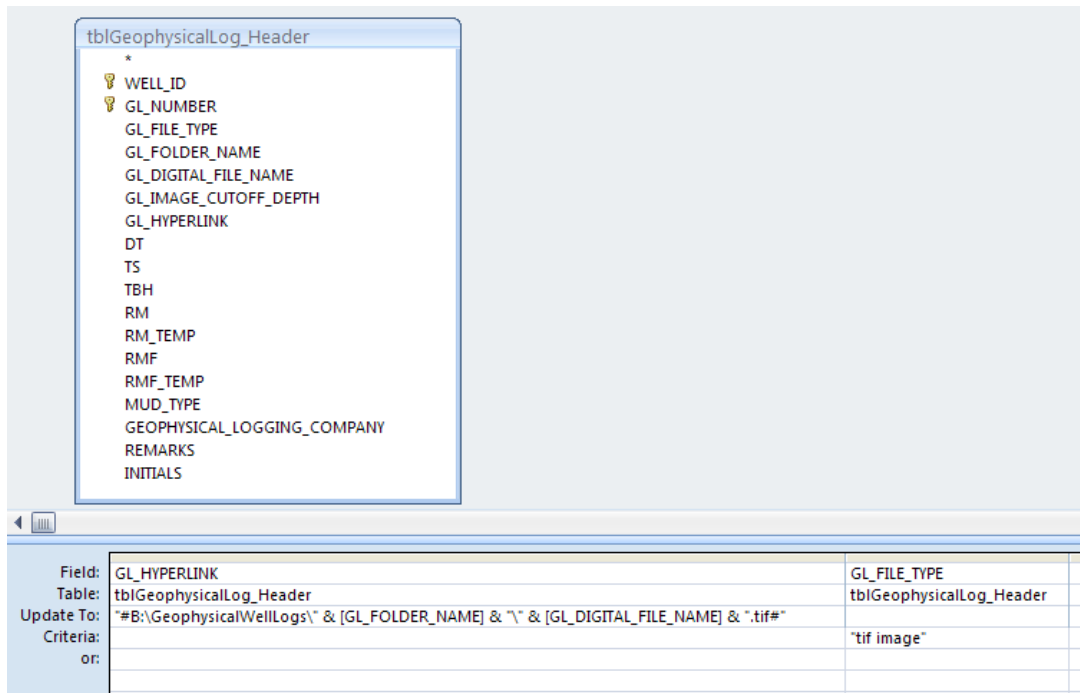 tblGeophysicalLog_Header
*
WELL_ID
GL_NUMBER
GL_FILE_TYPE
GL_FOLDER_NAME
GL_DIGITAL_FILE_NAME
GL_IMAGE_CUTOFF_DEPTH
GL_HYPERLINK
DT
TS
TBH
RM
RM_TEMP
RMF
RMF_TEMP
MUD_TYPE
GEOPHYSICAL_LOGGING_COMPANY
REMARKS
INITIALS
Field: GL_HYPERLINK GL_FILE_TYPE
Table: tblGeophysicalLog_Header tblGeophysicalLog_Header
Update To: "#B:\GeophysicalWellLogs\" & [GL_FOLDER_NAME] & "\" & [GL_DIGITAL_FILE_NAME] & ".tif#"
Criteria: "tif image"
or: